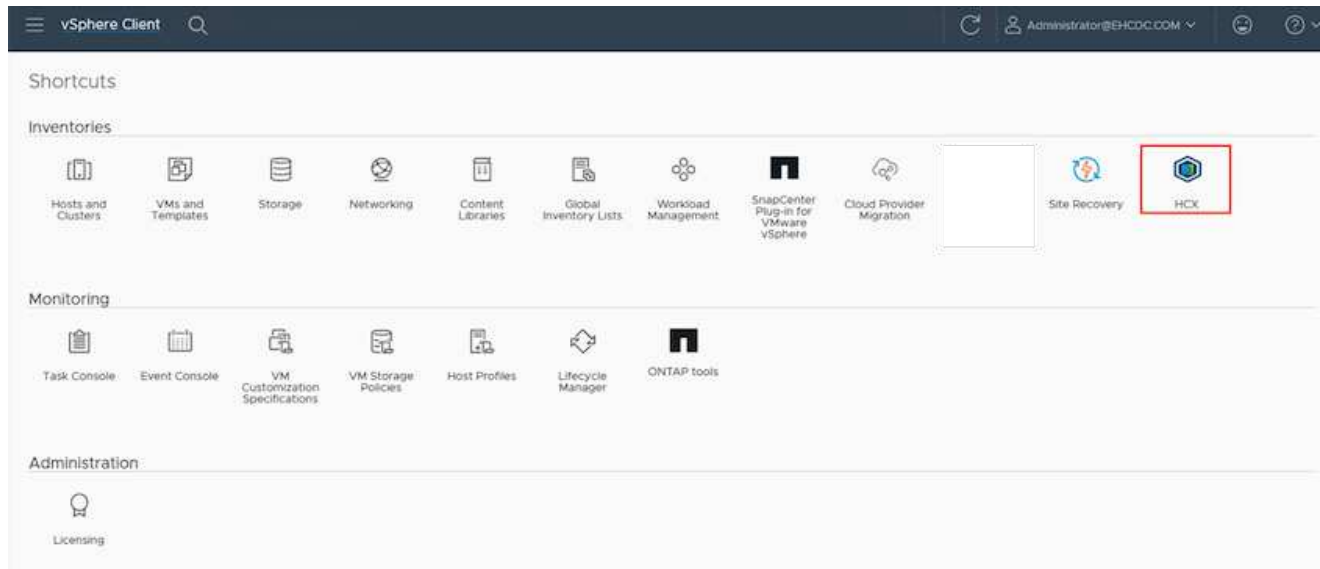 vSphere Client
Administrator@EHCDC.COM
Shortcuts
Inventories
Hosts and
Clusters
VMs and
Templates
Storage
Networking
Content
Libraries
Global
Inventory Lists
Workload
Management
SnapCenter
Plug-in for
VMware
vSphere
Cloud Provider
Migration
Site Recovery
HCX
Monitoring
Task Console
Event Console
VM
Customization
Specifications
VM Storage
Policies
Host Profiles
Lifecycle
Manager
ONTAP tools
Administration
Licensing